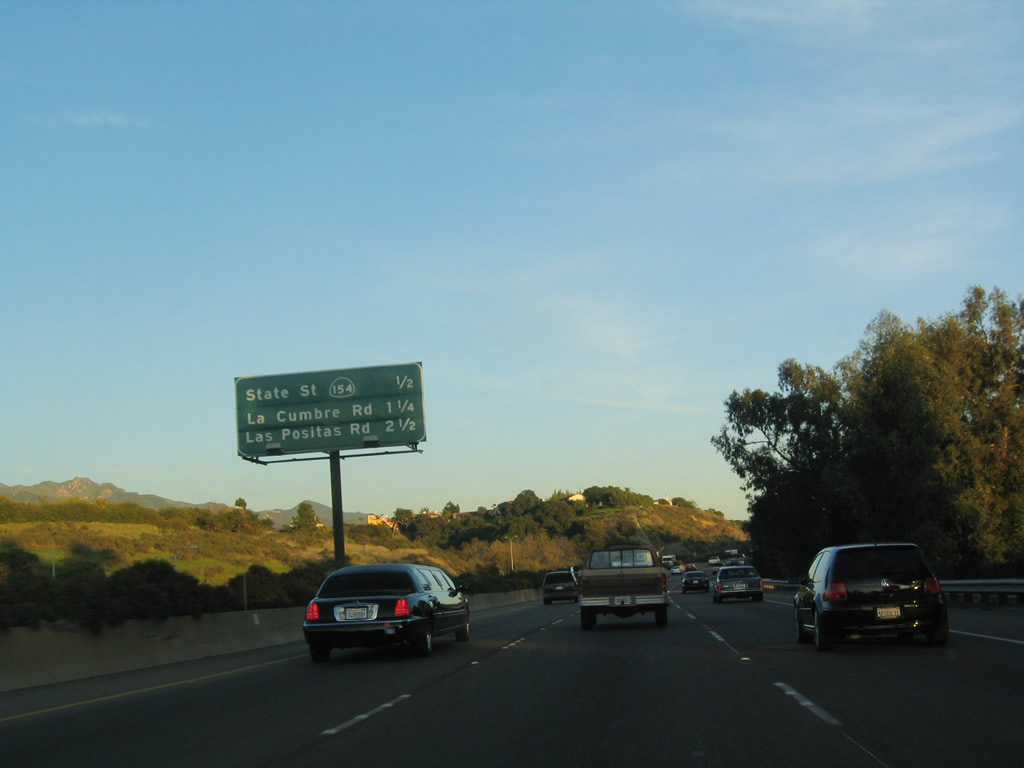 State St 154 1/2
La Cumbre Rd 1 1/4
Las Positas Rd 2 1/2